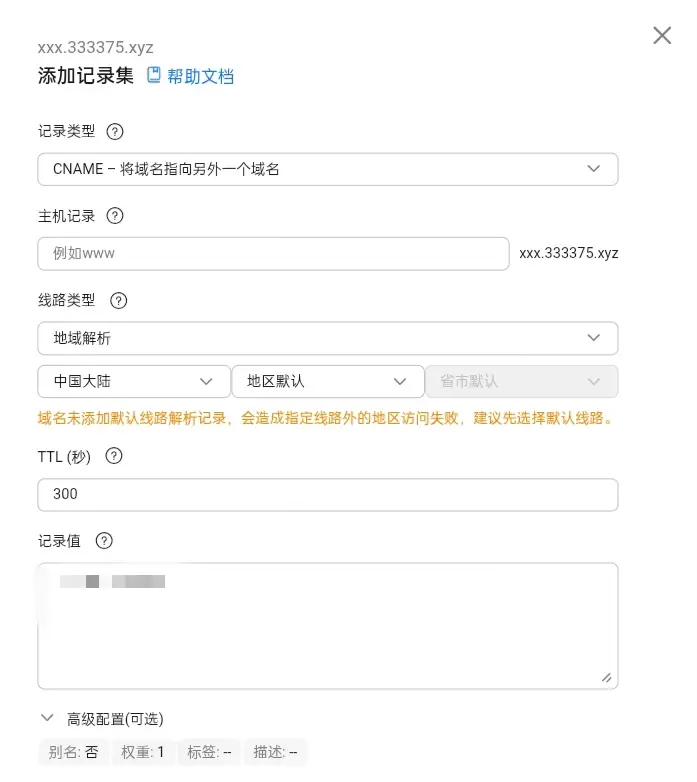 xxx.333375.xyz
添加记录集 帮助文档
记录类型 ?
CNAME – 将域名指向另外一个域名
主机记录 ?
例如www xxx.333375.xyz
线路类型 ?
地域解析
中国大陆 地区默认 省市默认
域名未添加默认线路解析记录，会造成指定线路外的地区访问失败，建议先选择默认线路。
TTL (秒) ?
300
记录值 ?
高级配置(可选)
别名: 否 权重: 1 标签: -- 描述: --